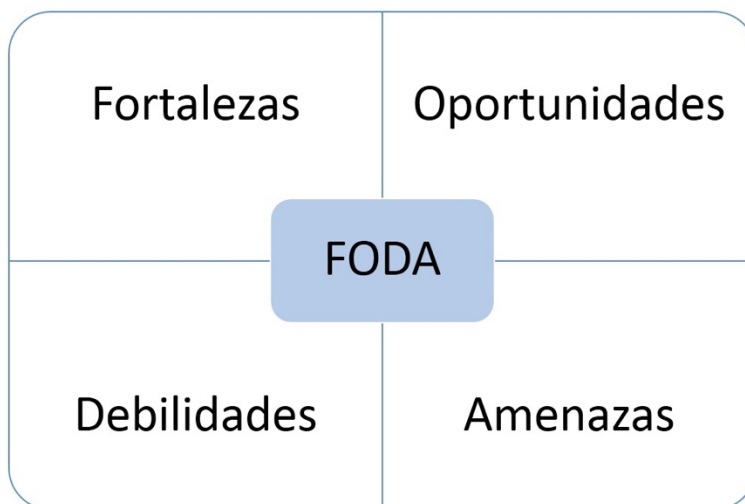 Fortalezas
Oportunidades
FODA
Debilidades
Amenazas